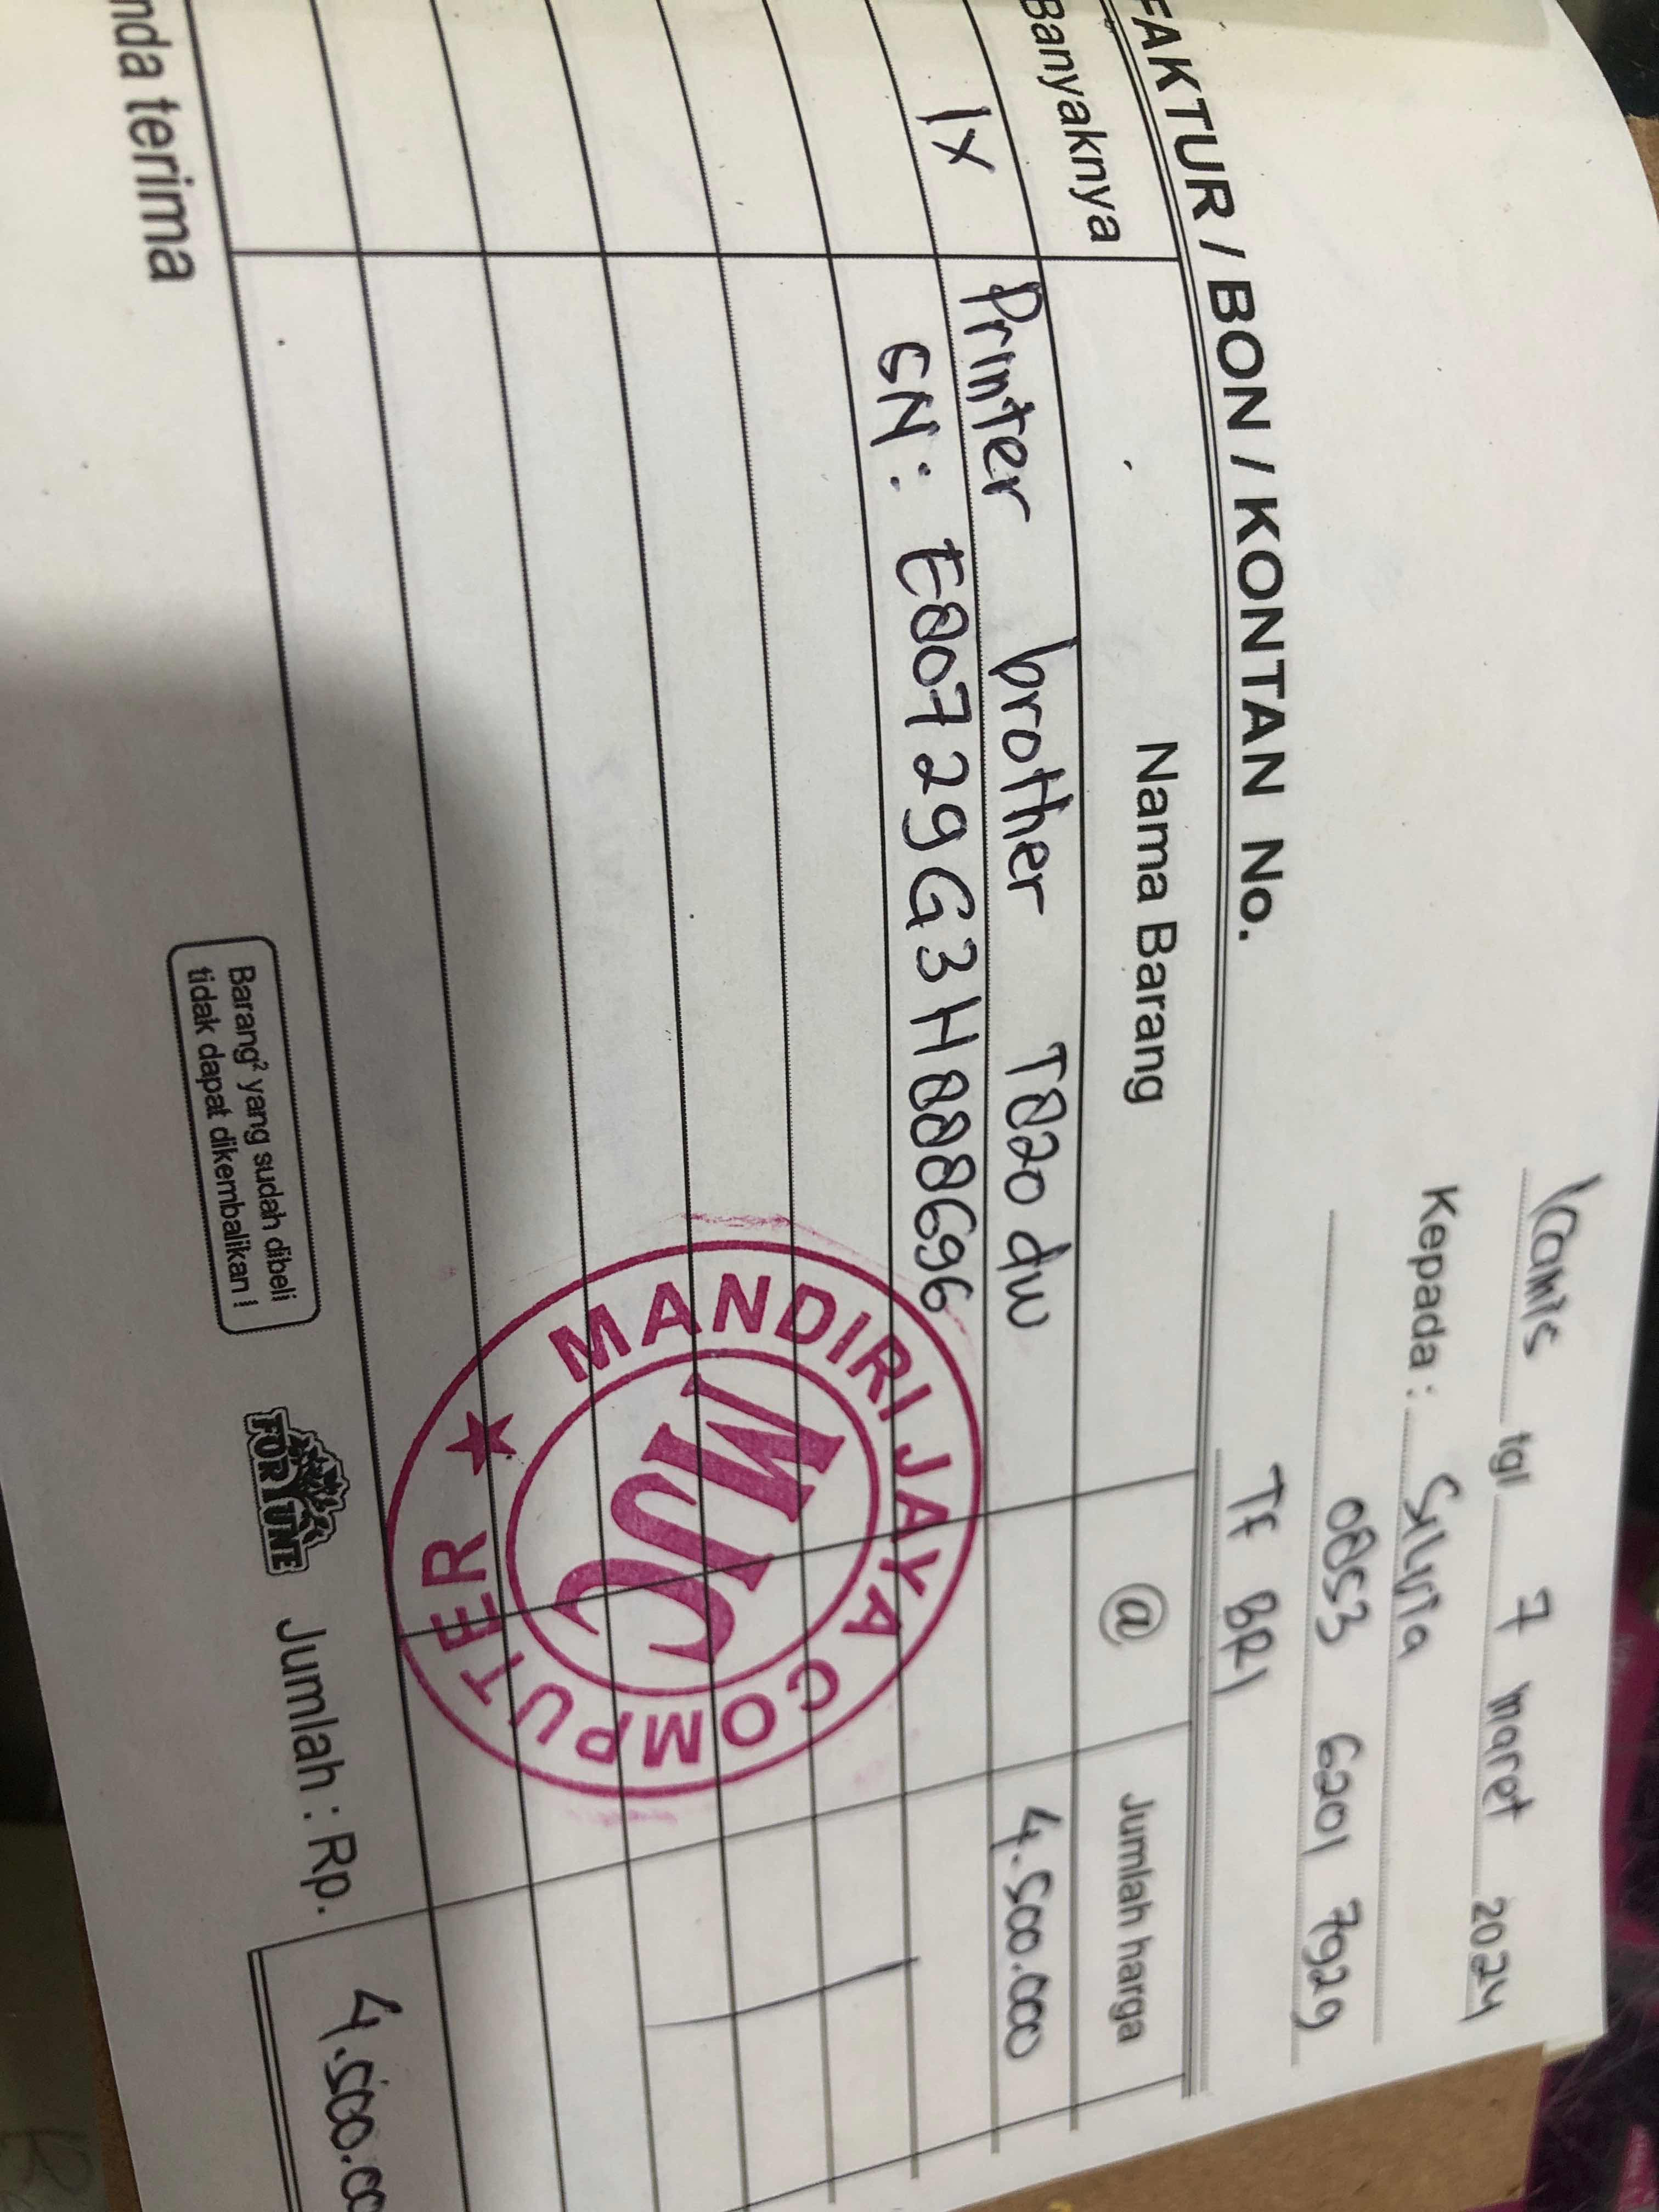 Kamis tgl 7 maret 2024
Kepada : Silvia
0853 6201 7929
TF BRI
FAKTUR / BON / KONTAN No.
Banyaknya Nama Barang @ Jumlah harga
1x Printer brother T820 dw 4.500.000
SN: E80729G3H888696
MANDIRI JAYA COMPUTER
MJC
nda terima
Barang² yang sudah dibeli
tidak dapat dikembalikan !
FORTUNE
Jumlah : Rp. 4.500.00